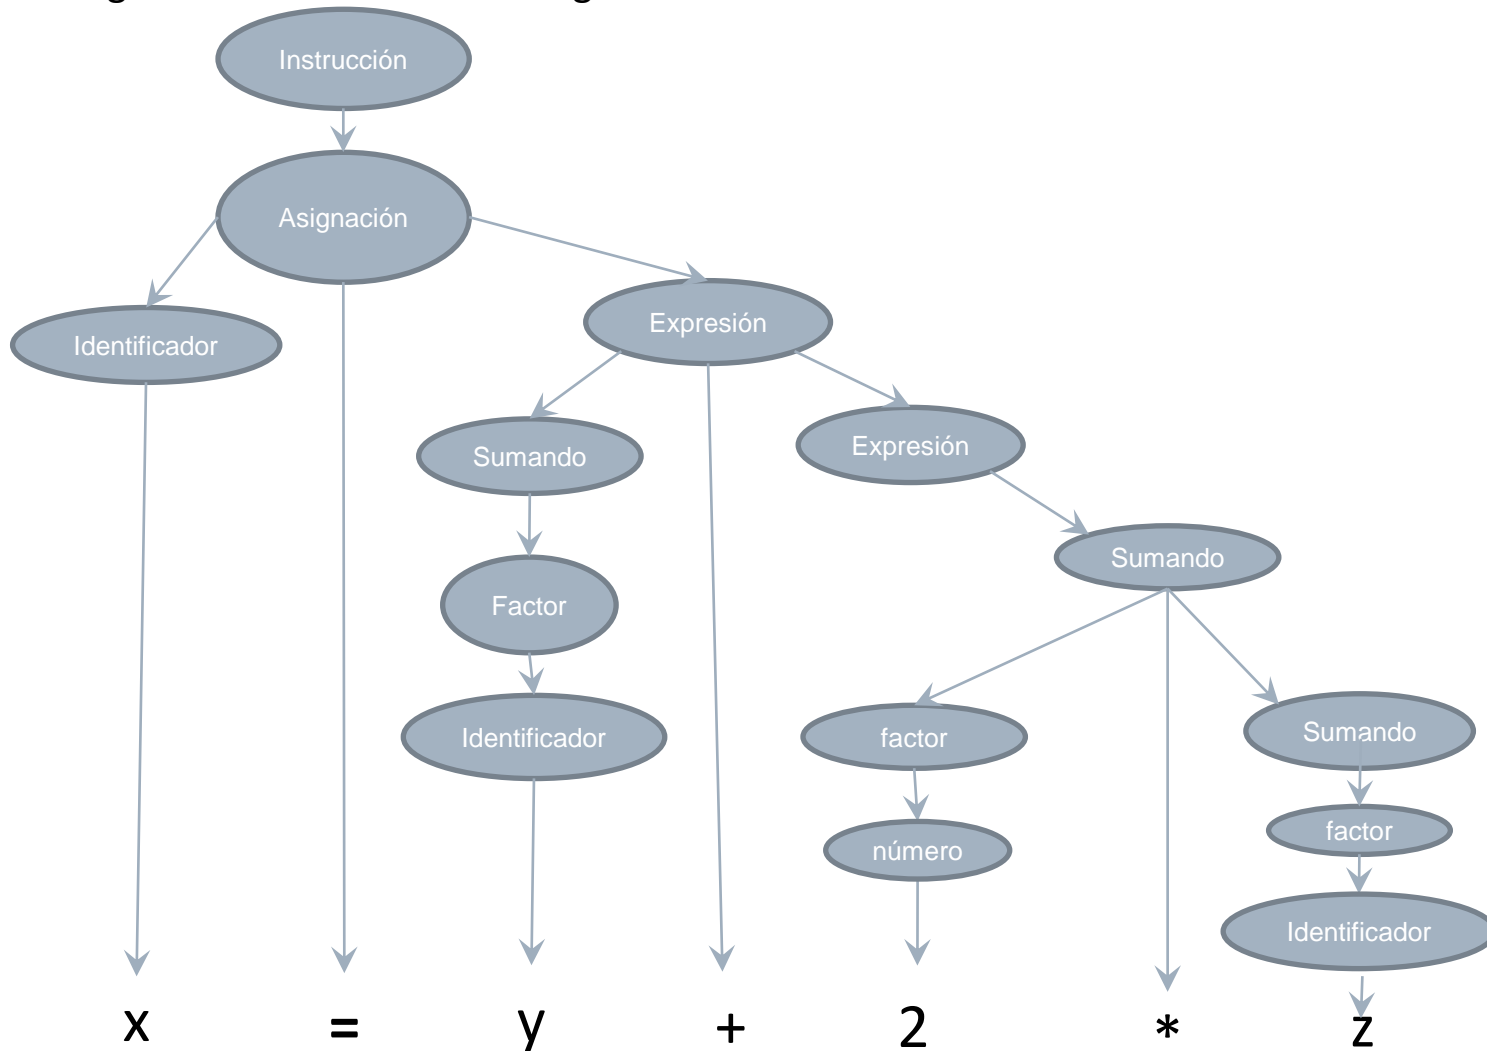 Instrucción
Asignación
Expresión
Identificador
Expresión
Sumando
Sumando
Factor
Identificador
factor
Sumando
factor
número
Identificador
x = y + 2 * z